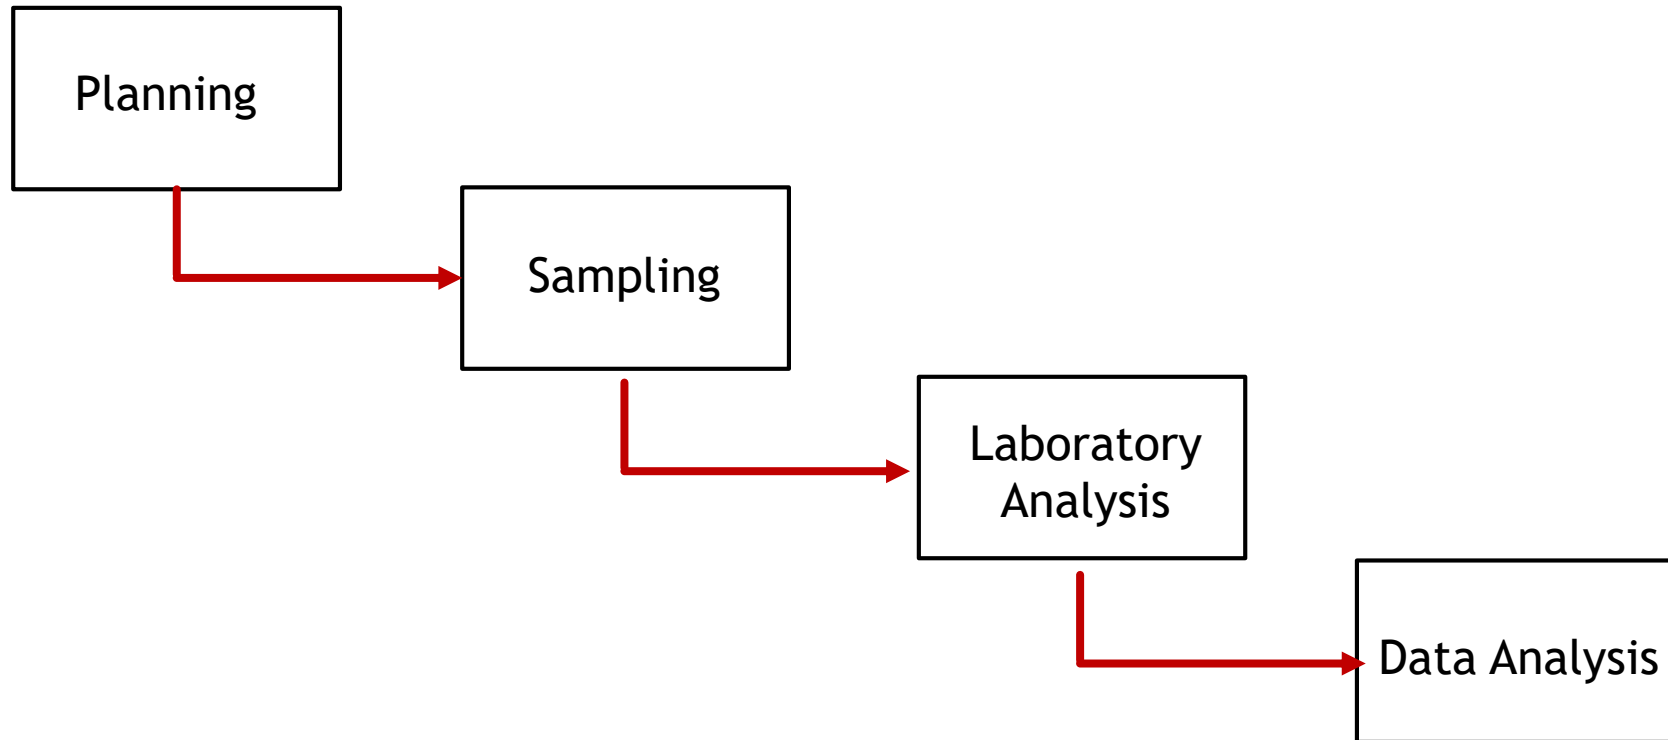 Planning
Sampling
Laboratory
Analysis
Data Analysis